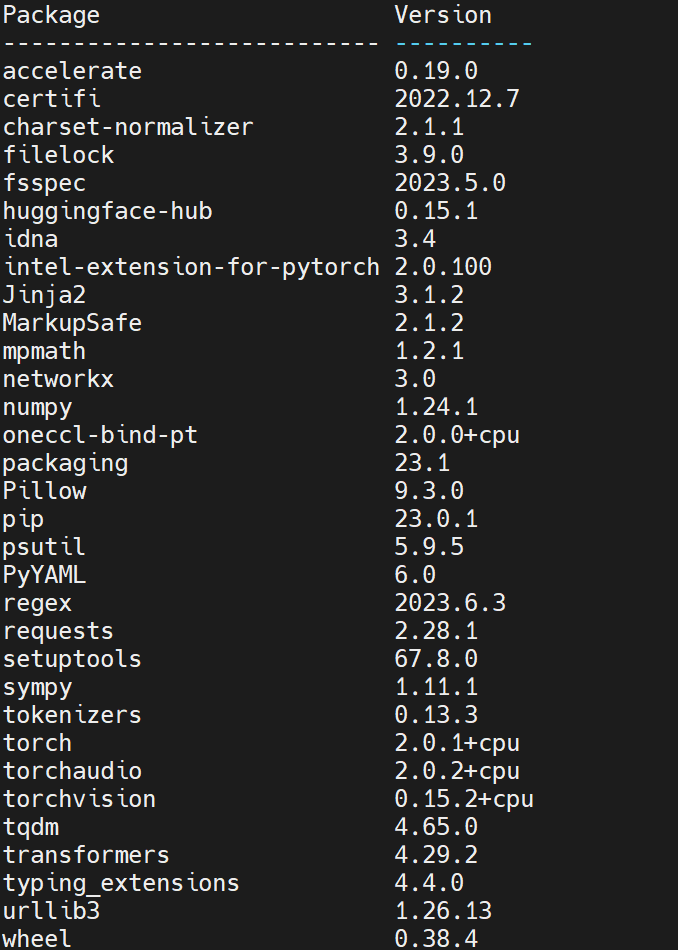 Package                     Version
--------------------------- ----------
accelerate                  0.19.0
certifi                     2022.12.7
charset-normalizer          2.1.1
filelock                    3.9.0
fsspec                      2023.5.0
huggingface-hub             0.15.1
idna                        3.4
intel-extension-for-pytorch 2.0.100
Jinja2                      3.1.2
MarkupSafe                  2.1.2
mpmath                      1.2.1
networkx                    3.0
numpy                       1.24.1
oneccl-bind-pt              2.0.0+cpu
packaging                   23.1
Pillow                      9.3.0
pip                         23.0.1
psutil                      5.9.5
PyYAML                      6.0
regex                       2023.6.3
requests                    2.28.1
setuptools                  67.8.0
sympy                       1.11.1
tokenizers                  0.13.3
torch                       2.0.1+cpu
torchaudio                  2.0.2+cpu
torchvision                 0.15.2+cpu
tqdm                        4.65.0
transformers                4.29.2
typing_extensions           4.4.0
urllib3                     1.26.13
wheel                       0.38.4